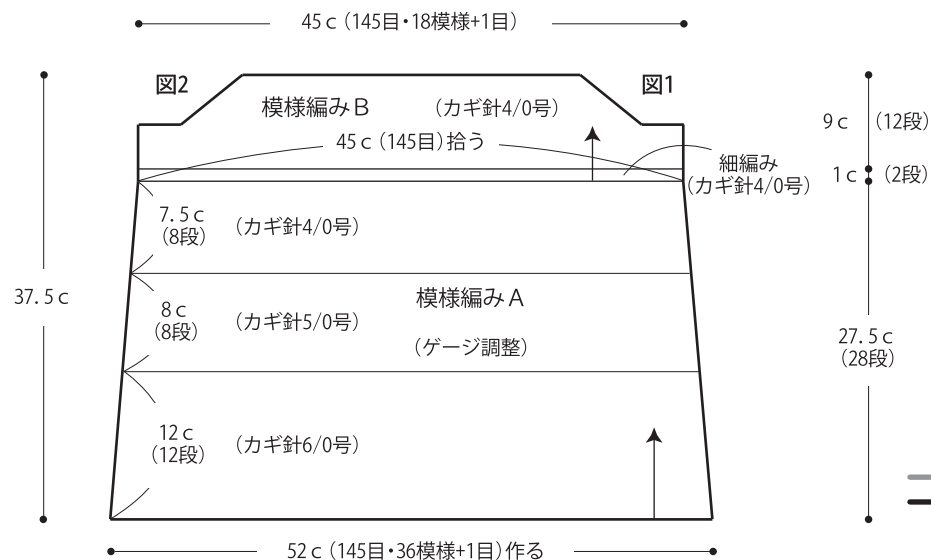 45c（145目・18模様+1目）
図2
図1
模様編みB
（カギ針4/0号）
9c
（12段）
45c（145目）拾う
細編み
（カギ針4/0号）
1c
（2段）
7.5c
（8段）
（カギ針4/0号）
37.5c
8c
（8段）
（カギ針5/0号）
模様編みA
（ゲージ調整）
27.5c
（28段）
12c
（12段）
（カギ針6/0号）
52c（145目・36模様+1目）作る